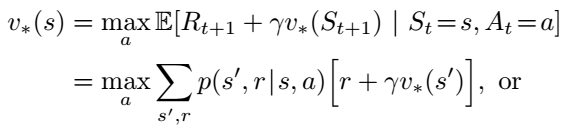 v_*(s) = max_a 𝔼[R_{t+1} + γv_*(S_{t+1}) | S_t=s, A_t=a]
= max_a ∑_{s',r} p(s', r|s, a)[r + γv_*(s')], or